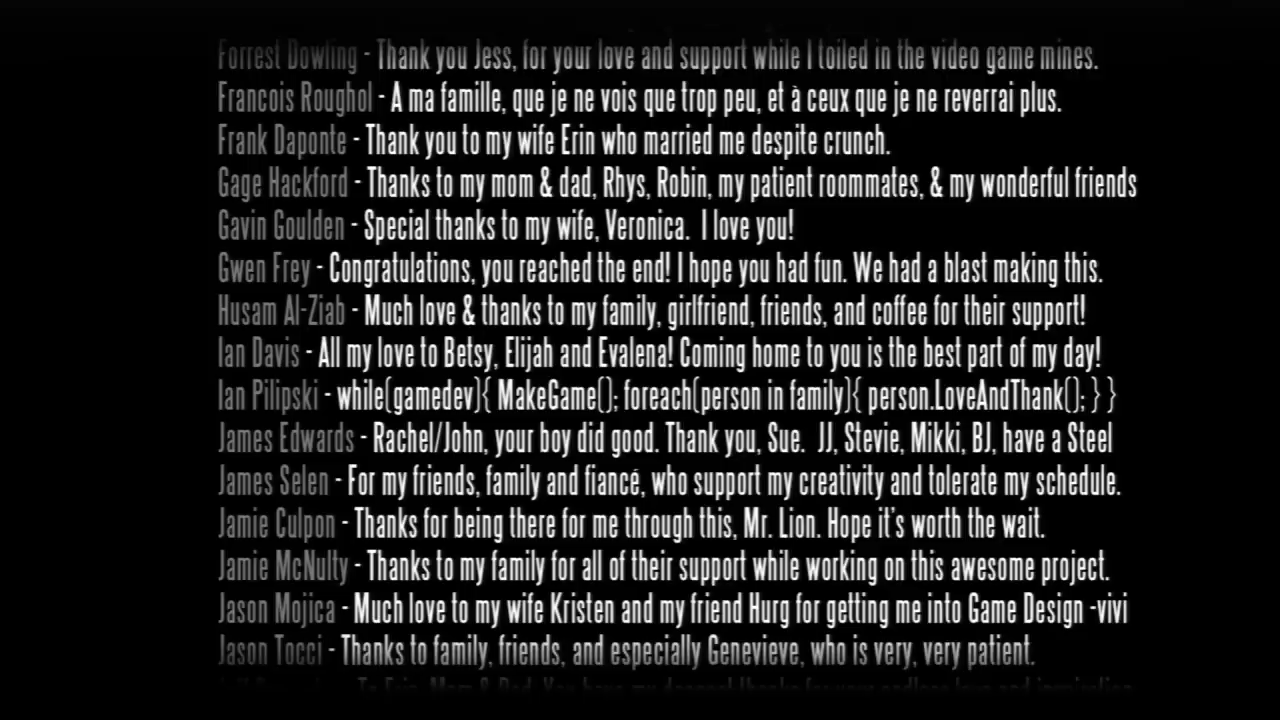 Forrest Dowling - Thank you Jess, for your love and support while I toiled in the video game mines.
Francois Roughol - A ma famille, que je ne vois que trop peu, et à ceux que je ne reverrai plus.
Frank Daponte - Thank you to my wife Erin who married me despite crunch.
Gage Hackford - Thanks to my mom & dad, Rhys, Robin, my patient roommates, & my wonderful friends
Gavin Goulden - Special thanks to my wife, Veronica.  I love you!
Gwen Frey - Congratulations, you reached the end! I hope you had fun. We had a blast making this.
Husam Al-Ziab - Much love & thanks to my family, girlfriend, friends, and coffee for their support!
Ian Davis - All my love to Betsy, Elijah and Evalena! Coming home to you is the best part of my day!
Ian Pilipski - while(gamedev){ MakeGame(); foreach(person in family){ person.LoveAndThank(); } }
James Edwards - Rachel/John, your boy did good. Thank you, Sue.  JJ, Stevie, Mikki, BJ, have a Steel
James Selen - For my friends, family and fiancé, who support my creativity and tolerate my schedule.
Jamie Culpon - Thanks for being there for me through this, Mr. Lion. Hope it's worth the wait.
Jamie McNulty - Thanks to my family for all of their support while working on this awesome project.
Jason Mojica - Much love to my wife Kristen and my friend Hurg for getting me into Game Design -vivi
Jason Tocci - Thanks to family, friends, and especially Genevieve, who is very, very patient.